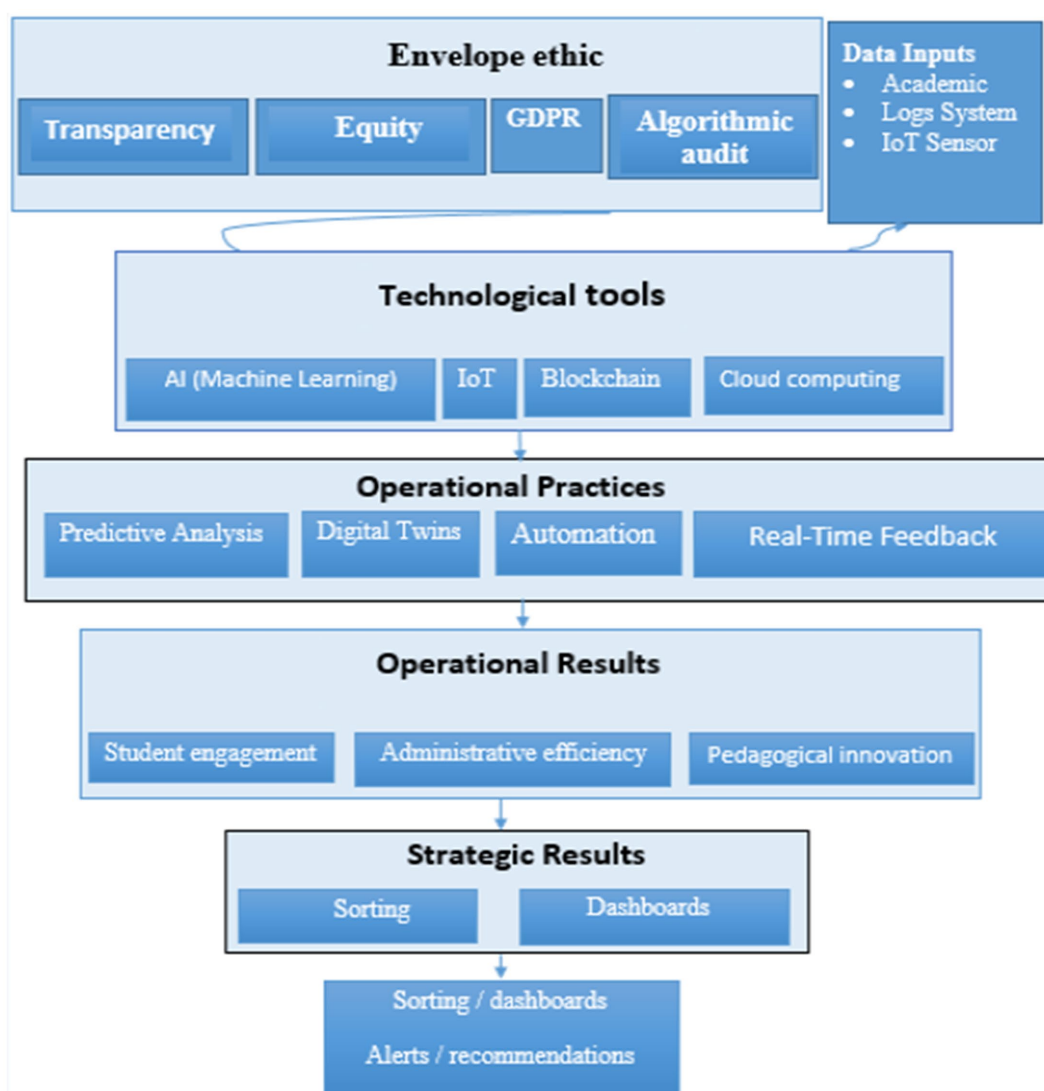 Envelope ethic
Transparency
Equity
GDPR
Algorithmic
audit
Data Inputs
• Academic
• Logs System
• IoT Sensor
Technological tools
AI (Machine Learning)
IoT
Blockchain
Cloud computing
Operational Practices
Predictive Analysis
Digital Twins
Automation
Real-Time Feedback
Operational Results
Student engagement
Administrative efficiency
Pedagogical innovation
Strategic Results
Sorting
Dashboards
Sorting / dashboards
Alerts / recommendations